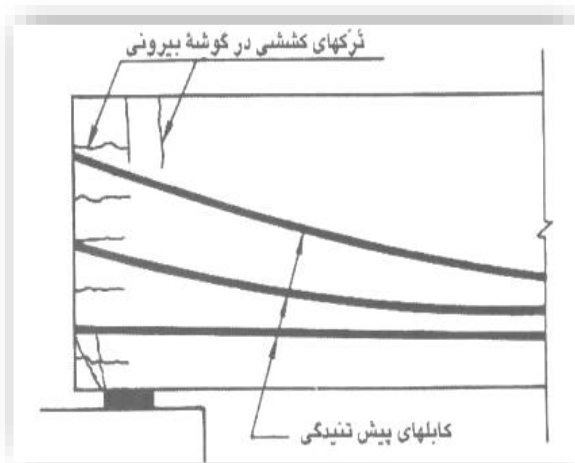 تَرَکهای کششی در گوشهٔ بیرونی
کابلهای پیش تنیدگی